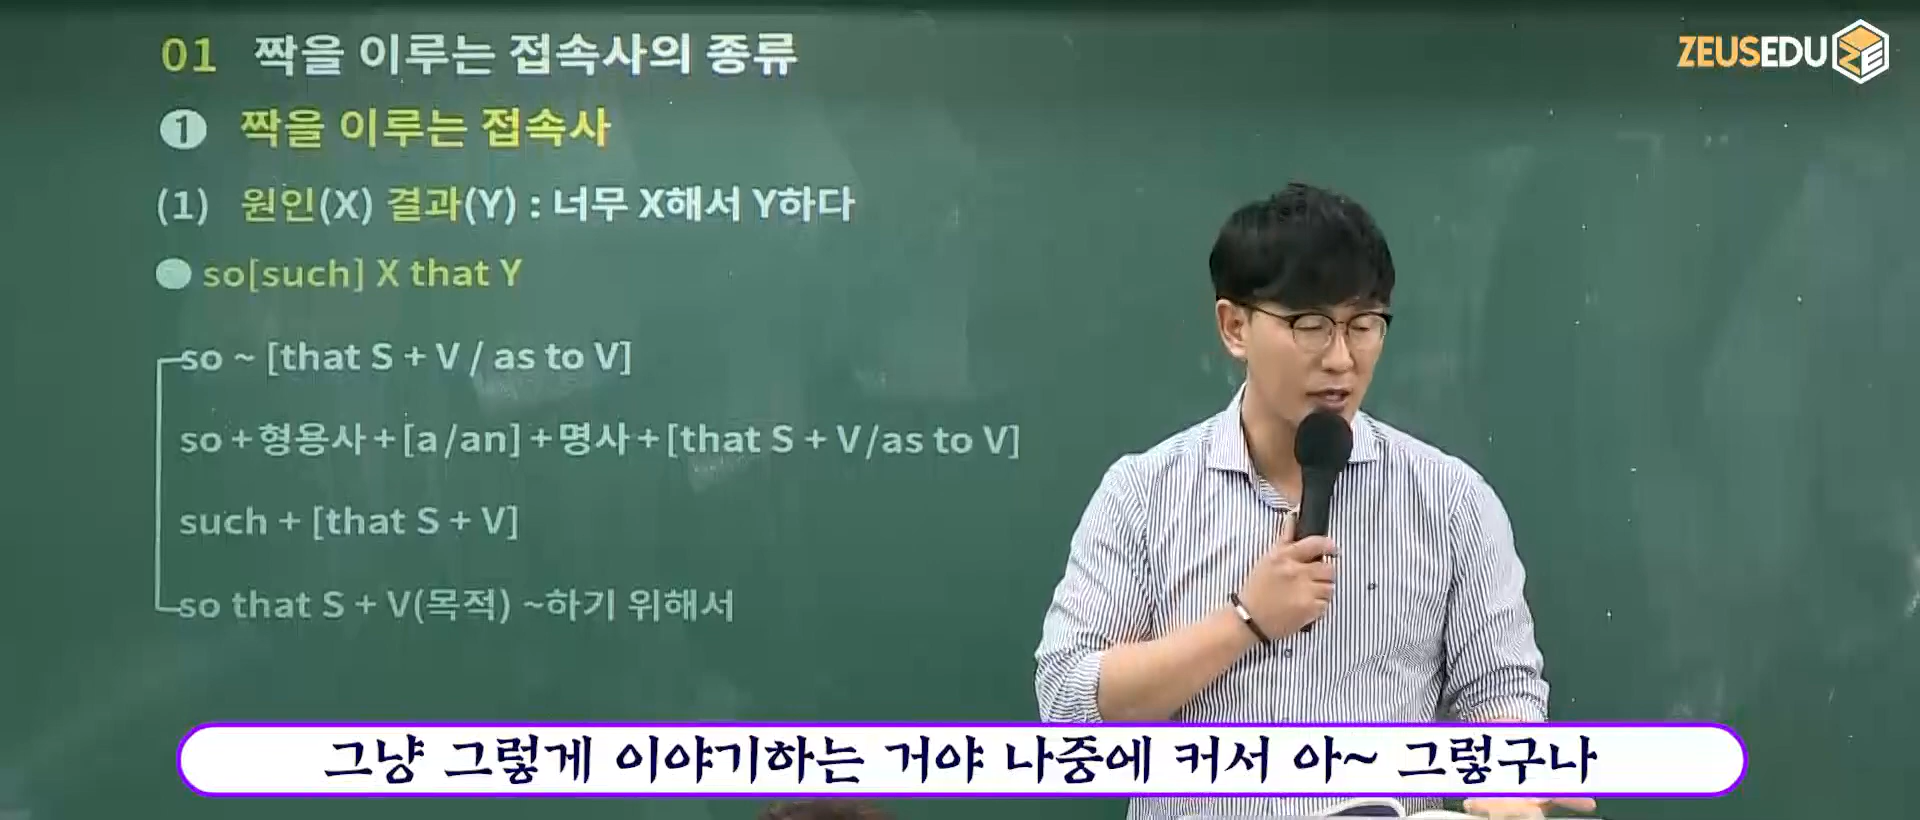 01 짝을 이루는 접속사의 종류
ZEUSEDU
1 짝을 이루는 접속사
(1) 원인(X) 결과(Y) : 너무 X해서 Y하다
so[such] X that Y
so ~ [that S + V / as to V]
so + 형용사 + [a/an] + 명사 + [that S + V/as to V]
such + [that S + V]
so that S + V(목적) ~하기 위해서
그냥 그렇게 이야기하는 거야 나중에 커서 아~ 그렇구나